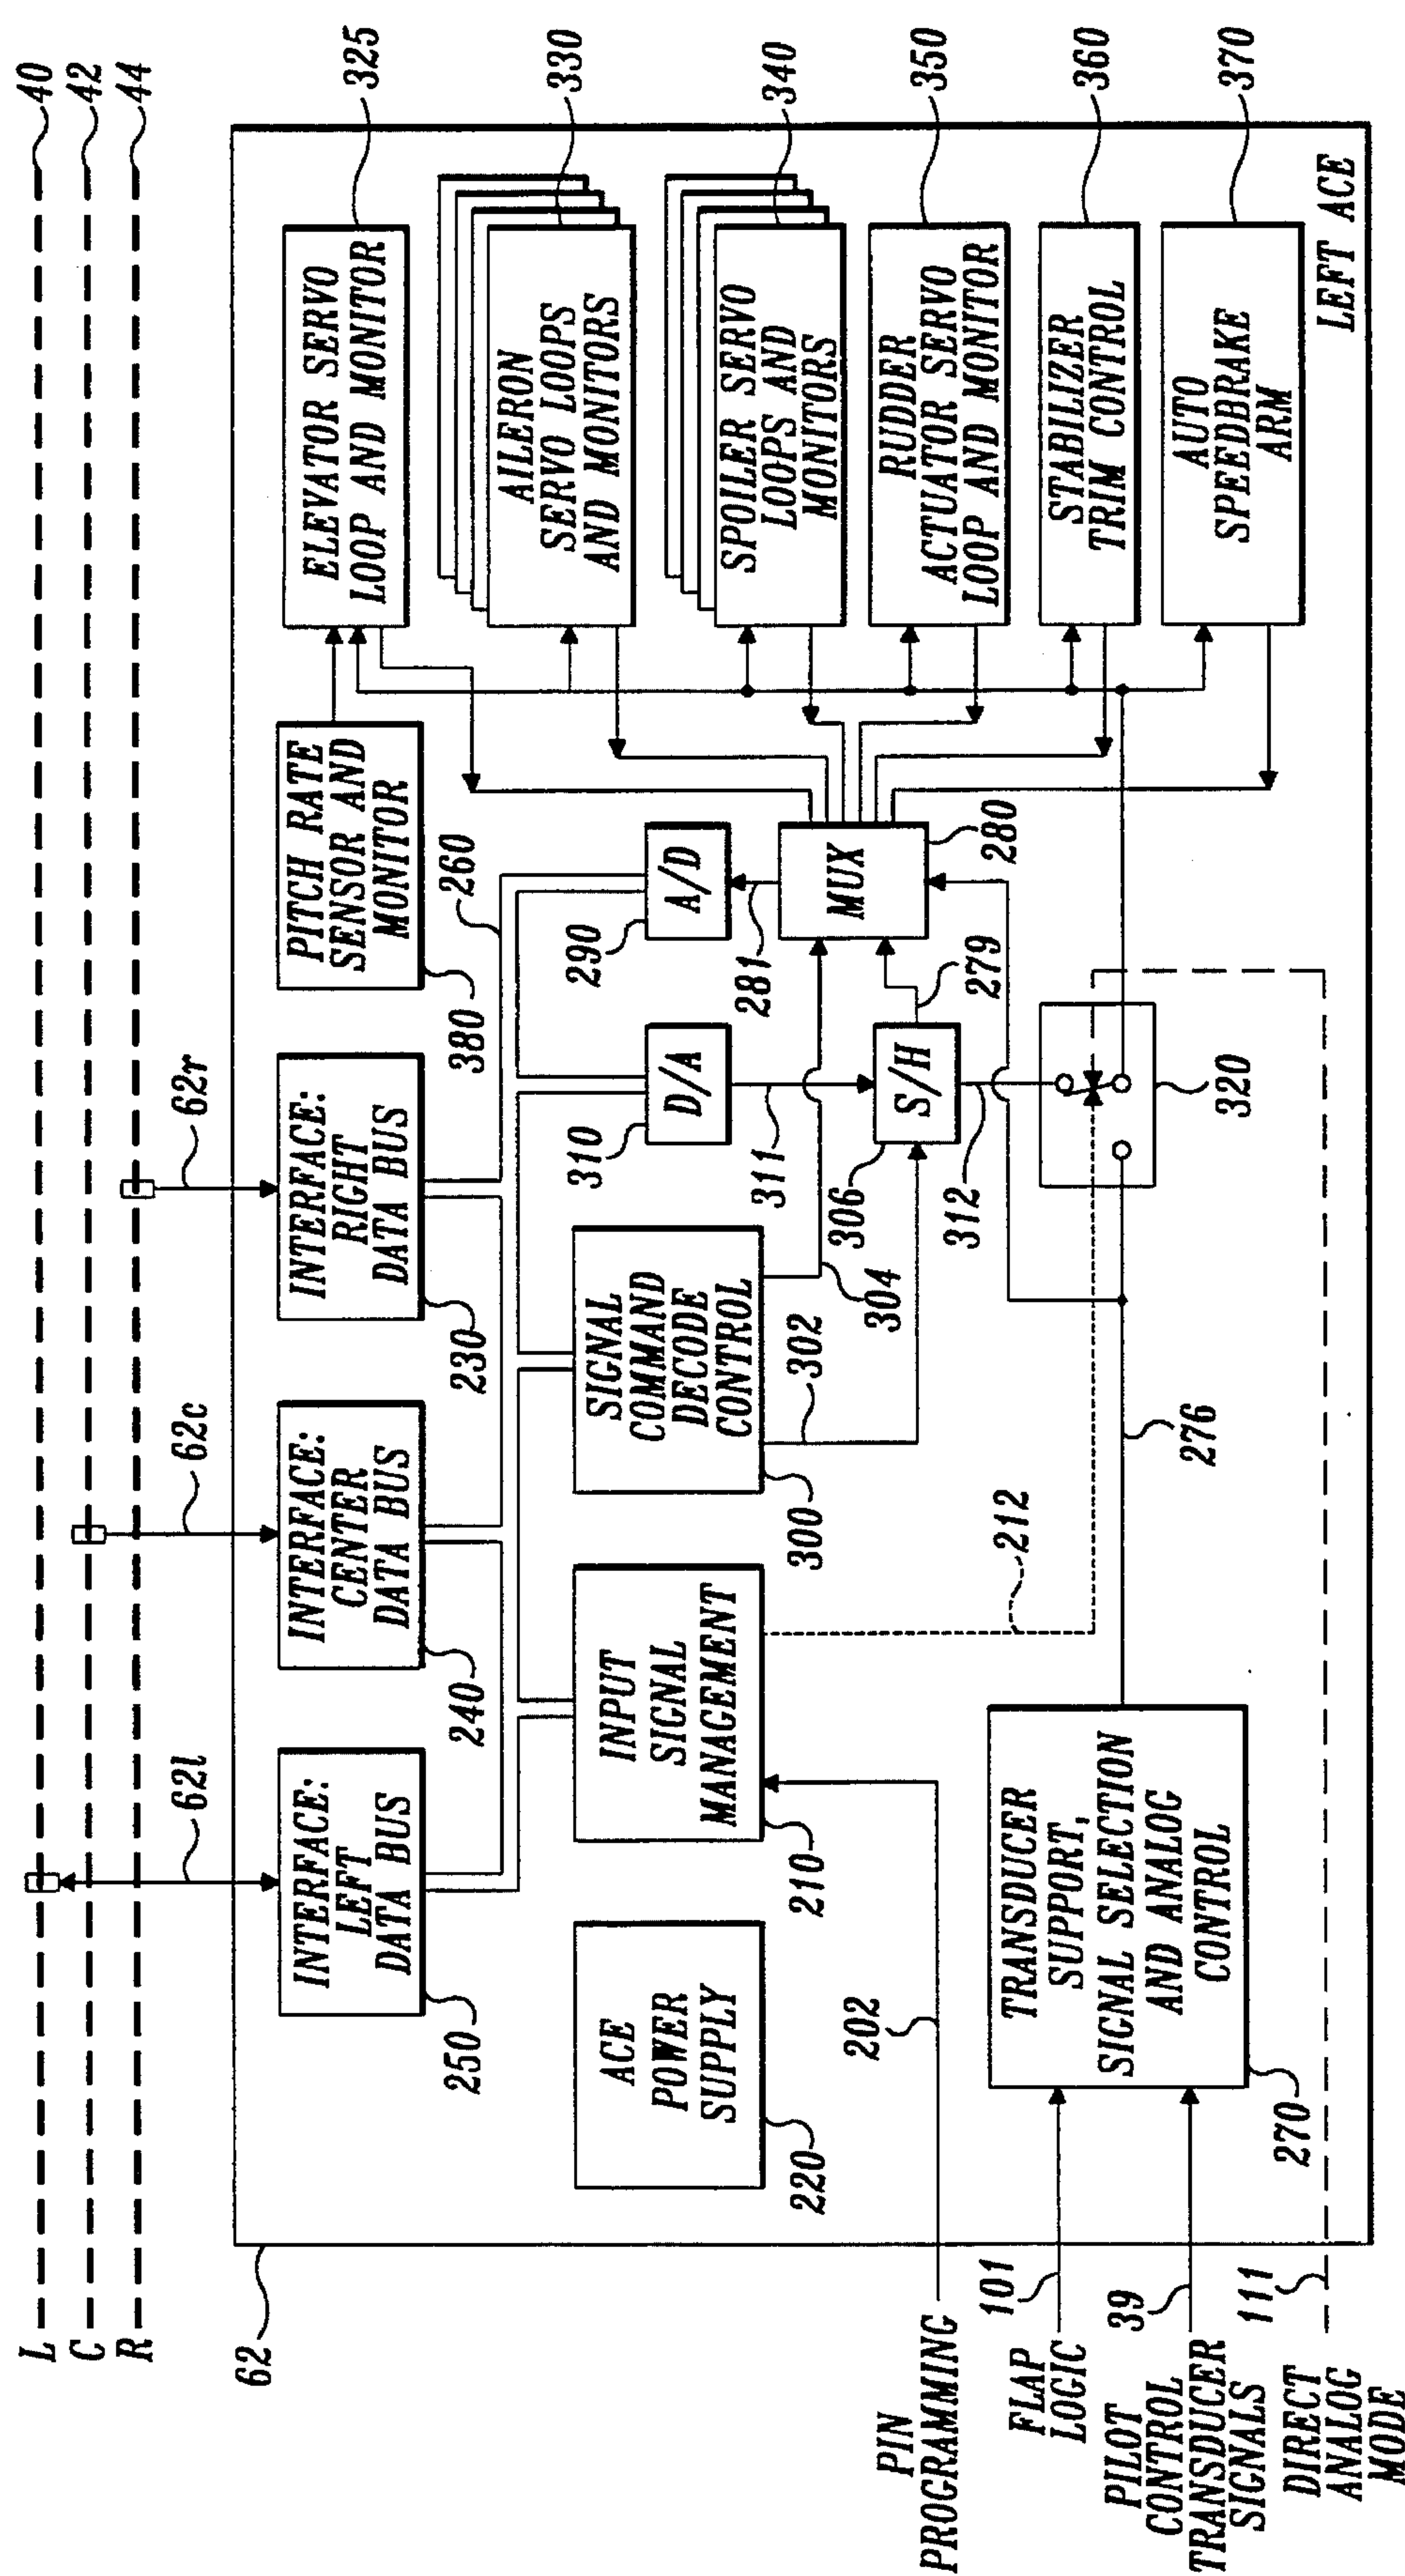 L
C
R
40
42
44
62
62l
62c
62r
INTERFACE:
LEFT
DATA BUS
250
INTERFACE:
CENTER
DATA BUS
240
INTERFACE:
RIGHT
DATA BUS
230
PITCH RATE
SENSOR AND
MONITOR
380
260
ELEVATOR SERVO
LOOP AND MONITOR
325
AILERON
SERVO LOOPS
AND MONITORS
330
SPOILER SERVO
LOOPS AND
MONITORS
340
RUDDER
ACTUATOR SERVO
LOOP AND MONITOR
350
STABILIZER
TRIM CONTROL
360
AUTO
SPEEDBRAKE
ARM
370
ACE
POWER
SUPPLY
220
INPUT
SIGNAL
MANAGEMENT
210
SIGNAL
COMMAND
DECODE
CONTROL
300
302
304
D/A
310
311
A/D
290
281
MUX
280
S/H
306
279
312
320
212
276
202
PIN
PROGRAMMING
101
FLAP
LOGIC
39
PILOT
CONTROL
TRANSDUCER
SIGNALS
111
DIRECT
ANALOG
MODE
TRANSDUCER
SUPPORT,
SIGNAL SELECTION
AND ANALOG
CONTROL
270
LEFT ACE